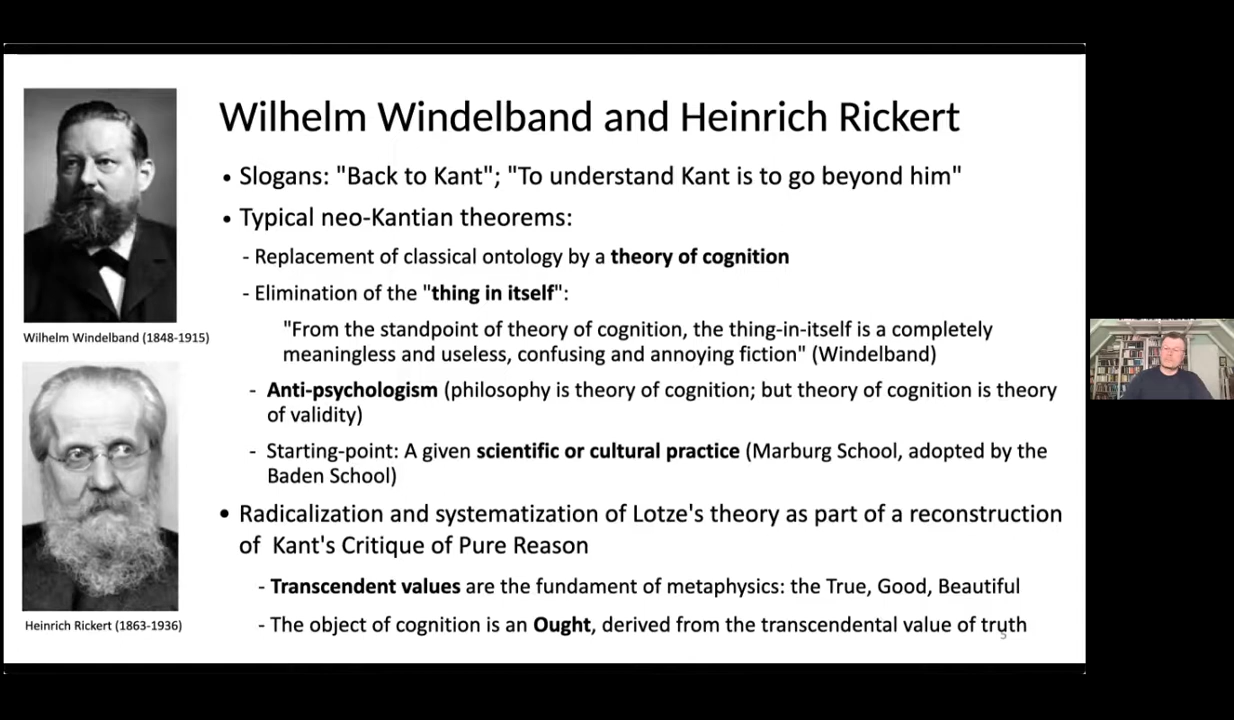 Wilhelm Windelband and Heinrich Rickert
• Slogans: "Back to Kant"; "To understand Kant is to go beyond him"
• Typical neo-Kantian theorems:
- Replacement of classical ontology by a theory of cognition
- Elimination of the "thing in itself":
"From the standpoint of theory of cognition, the thing-in-itself is a completely
meaningless and useless, confusing and annoying fiction" (Windelband)
- Anti-psychologism (philosophy is theory of cognition; but theory of cognition is theory
of validity)
- Starting-point: A given scientific or cultural practice (Marburg School, adopted by the
Baden School)
• Radicalization and systematization of Lotze's theory as part of a reconstruction
of Kant's Critique of Pure Reason
- Transcendent values are the fundament of metaphysics: the True, Good, Beautiful
- The object of cognition is an Ought, derived from the transcendental value of truth
5
Wilhelm Windelband (1848-1915)
Heinrich Rickert (1863-1936)